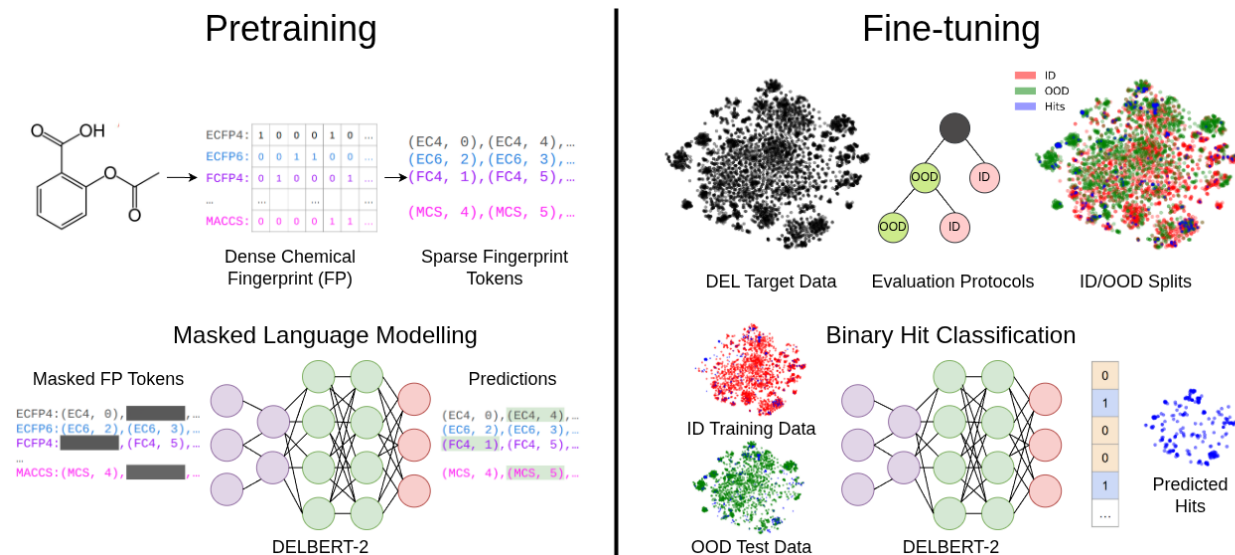 Pretraining
OH
O
O
O
ECFP4: 1 0 0 0 1 0 ...
ECFP6: 0 0 1 1 0 0 ...
FCFP4: 0 1 0 0 0 1 ...
... ... ... ...
MACCS: 0 0 0 0 1 1 ...
(EC4, 0),(EC4, 4),…
(EC6, 2),(EC6, 3),…
(FC4, 1),(FC4, 5),…
(MCS, 4),(MCS, 5),…
Dense Chemical
Fingerprint (FP)
Sparse Fingerprint
Tokens
Masked Language Modelling
Masked FP Tokens
ECFP4:(EC4, 0), ,…
ECFP6:(EC6, 2),(EC6, 3),…
FCFP4: ,(FC4, 5),…
…
MACCS:(MCS, 4), ,…
Predictions
(EC4, 0),(EC4, 4),…
(EC6, 2),(EC6, 3),…
(FC4, 1),(FC4, 5),…
(MCS, 4),(MCS, 5),…
DELBERT-2
Fine-tuning
ID
OOD
Hits
OOD
ID
OOD
ID
DEL Target Data
Evaluation Protocols
ID/OOD Splits
Binary Hit Classification
ID Training Data
OOD Test Data
DELBERT-2
0
1
0
0
1
...
Predicted
Hits